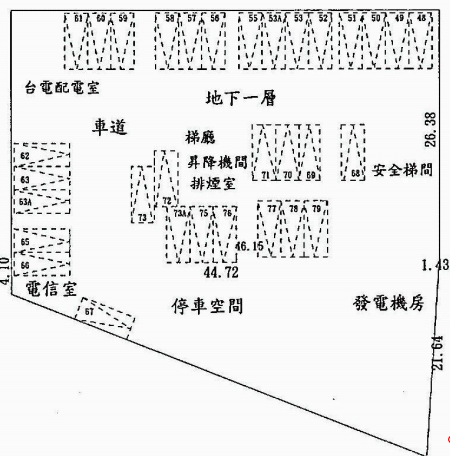 61 60 59 58 57 56 55 53A 53 52 51 50 49 48
台電配電室
地下一層
車道
26.38
梯廳
昇降機間
排煙室
安全梯間
71 70 69 68
62
63
63A
72
73
73A 75 76 77 78 79
65
66
46.15
44.72
4.10
1.43
電信室
停車空間
發電機房
67
21.64